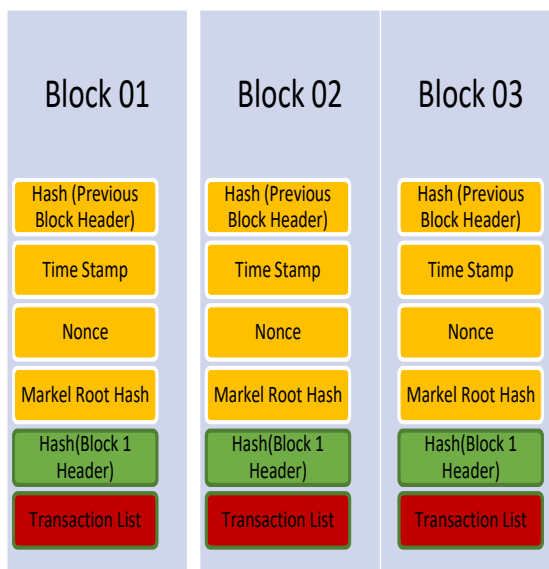 Block 01
Hash (Previous
Block Header)
Time Stamp
Nonce
Markel Root Hash
Hash(Block 1
Header)
Transaction List
Block 02
Hash (Previous
Block Header)
Time Stamp
Nonce
Markel Root Hash
Hash(Block 1
Header)
Transaction List
Block 03
Hash (Previous
Block Header)
Time Stamp
Nonce
Markel Root Hash
Hash(Block 1
Header)
Transaction List